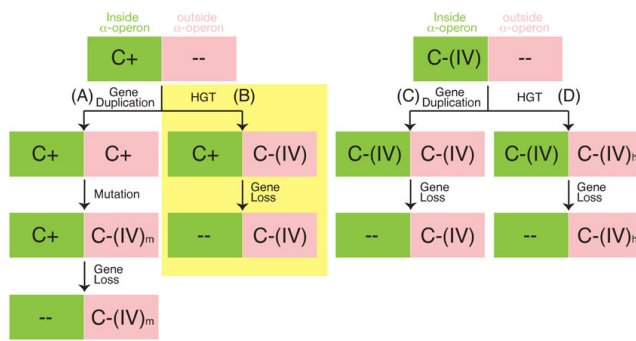 Inside
α-operon
outside
α-operon
C+
--
(A)
Gene
Duplication
HGT
(B)
C+
C+
C+
C-(IV)
Mutation
Gene
Loss
C+
C-(IV)m
--
C-(IV)
Gene
Loss
--
C-(IV)m
Inside
α-operon
outside
α-operon
C-(IV)
--
(C)
Gene
Duplication
HGT
(D)
C-(IV)
C-(IV)
C-(IV)
C-(IV)h
Gene
Loss
Gene
Loss
--
C-(IV)
--
C-(IV)h